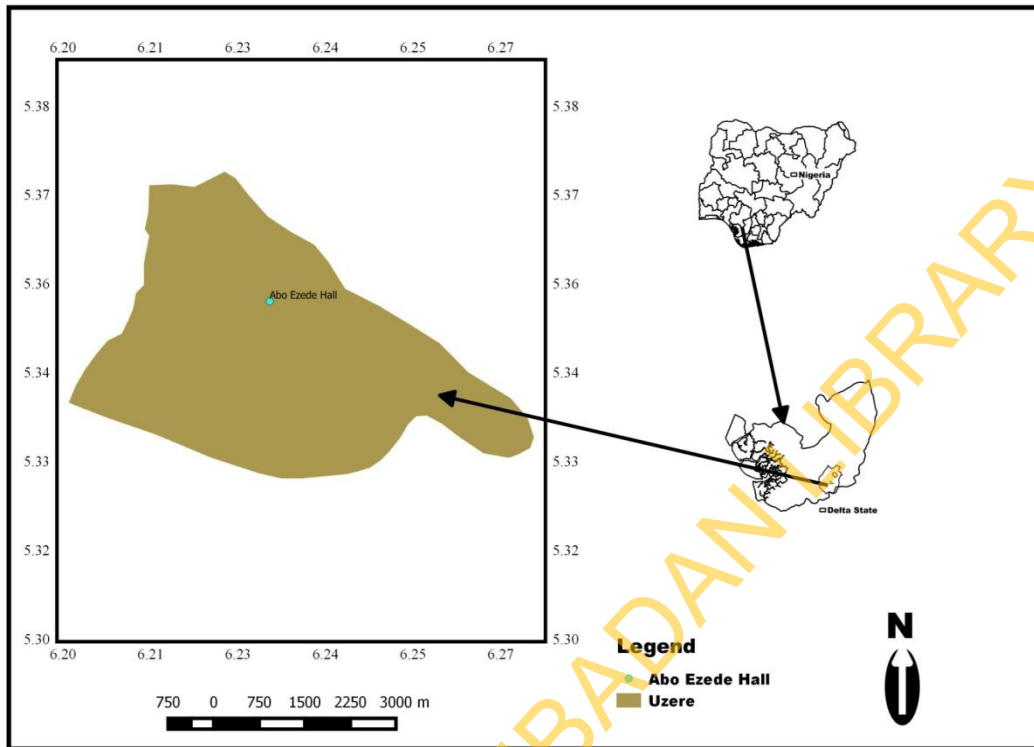 6.20 6.21 6.23 6.24 6.25 6.27
5.38 5.38
Nigeria
5.37 5.37
5.36 5.36
Abo Ezede Hall
5.34 5.34
5.33 5.33
Delta State
5.32 5.32
5.30 5.30
6.20 6.21 6.23 6.24 6.25 6.27
Legend
Abo Ezede Hall
Uzere
N
750 0 750 1500 2250 3000 m
IBADAN LIBRARY